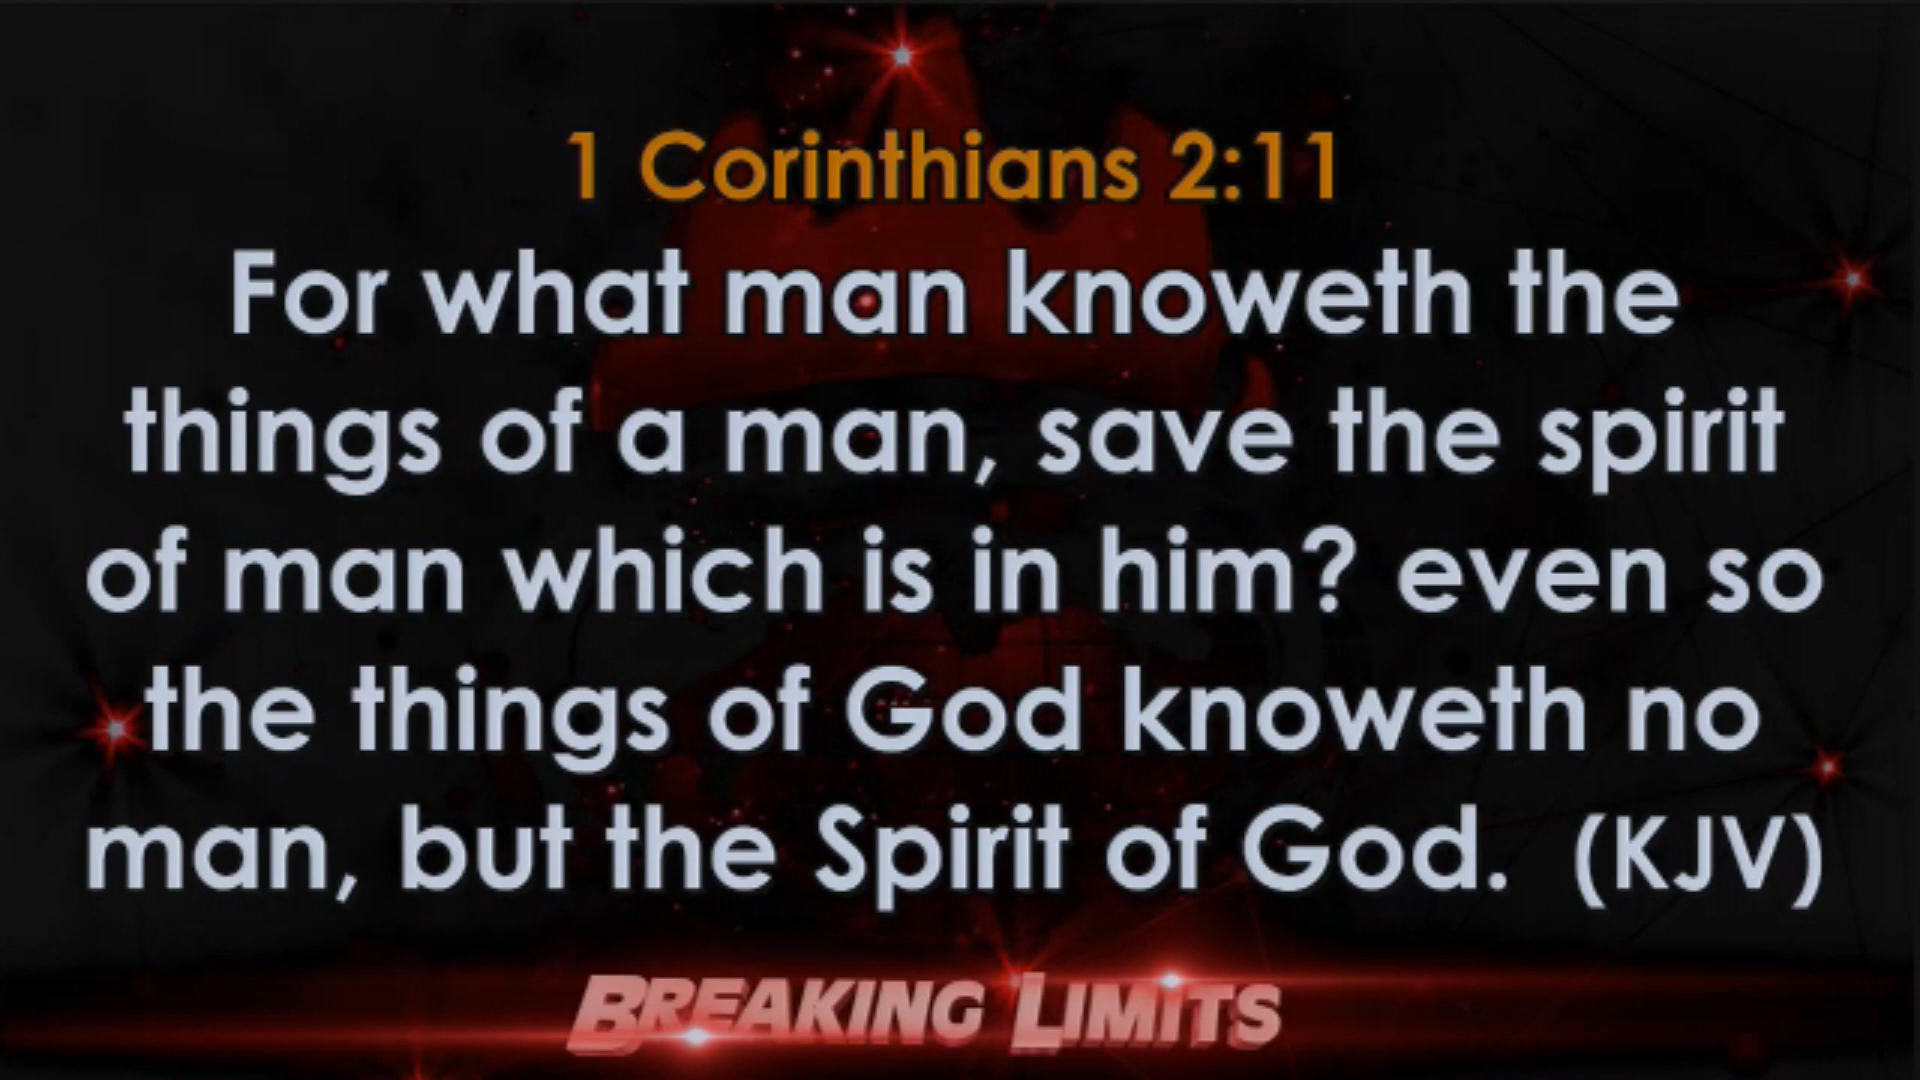 1 Corinthians 2:11
For what man knoweth the
things of a man, save the spirit
of man which is in him? even so
the things of God knoweth no
man, but the Spirit of God.  (KJV)
BREAKING LIMITS